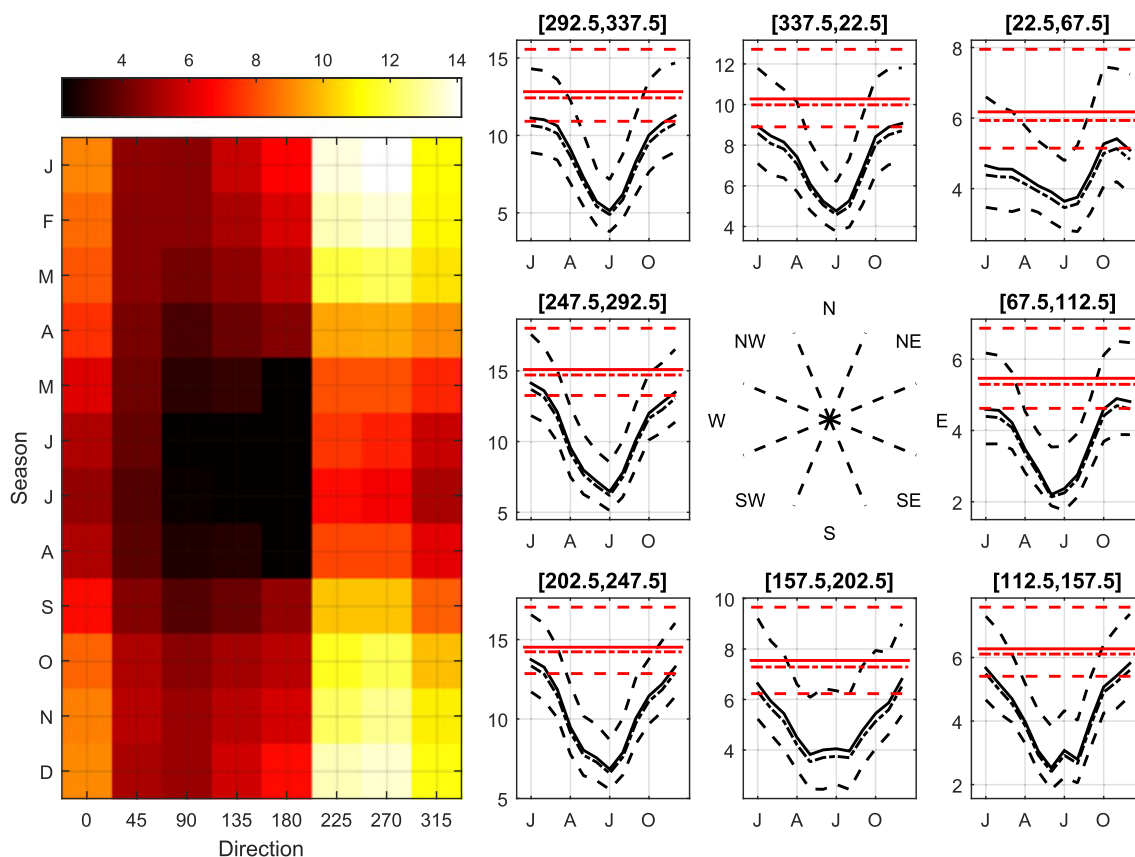 4 6 8 10 12 14
J
F
M
A
M
J
J
A
S
O
N
D
Season
0 45 90 135 180 225 270 315
Direction
[292.5,337.5]
15
10
5
J A J O
[337.5,22.5]
12
10
8
6
4
J A J O
[22.5,67.5]
8
6
4
J A J O
[247.5,292.5]
15
10
5
J A J O
N
NW NE
W E
SW SE
S
[67.5,112.5]
6
4
2
J A J O
[202.5,247.5]
15
10
5
J A J O
[157.5,202.5]
10
8
6
4
J A J O
[112.5,157.5]
6
4
2
J A J O